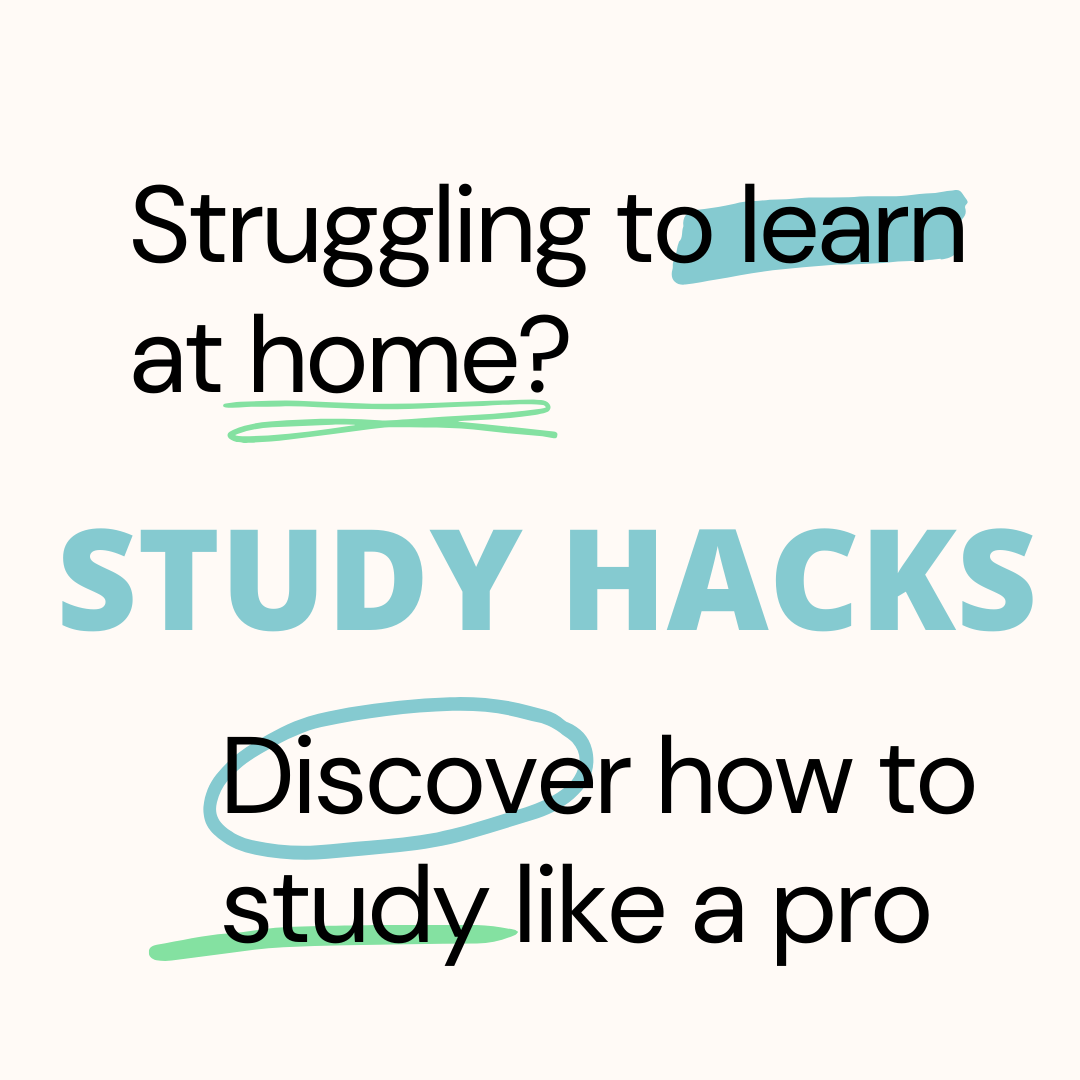 Struggling to learn
at home?
STUDY HACKS
Discover how to
study like a pro